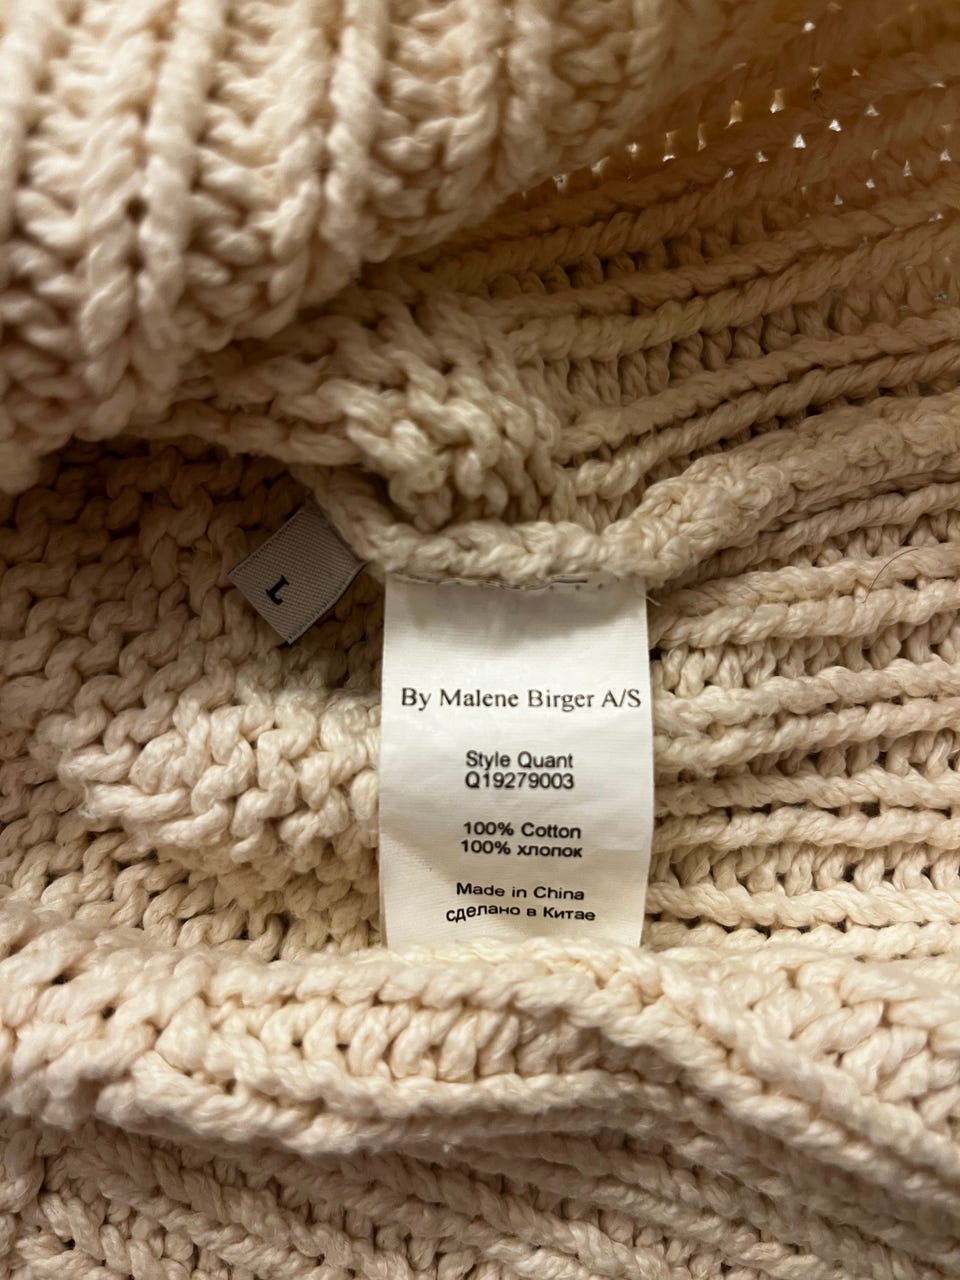 L
By Malene Birger A/S
Style Quant
Q19279003
100% Cotton
100% хлопок
Made in China
сделано в Китае